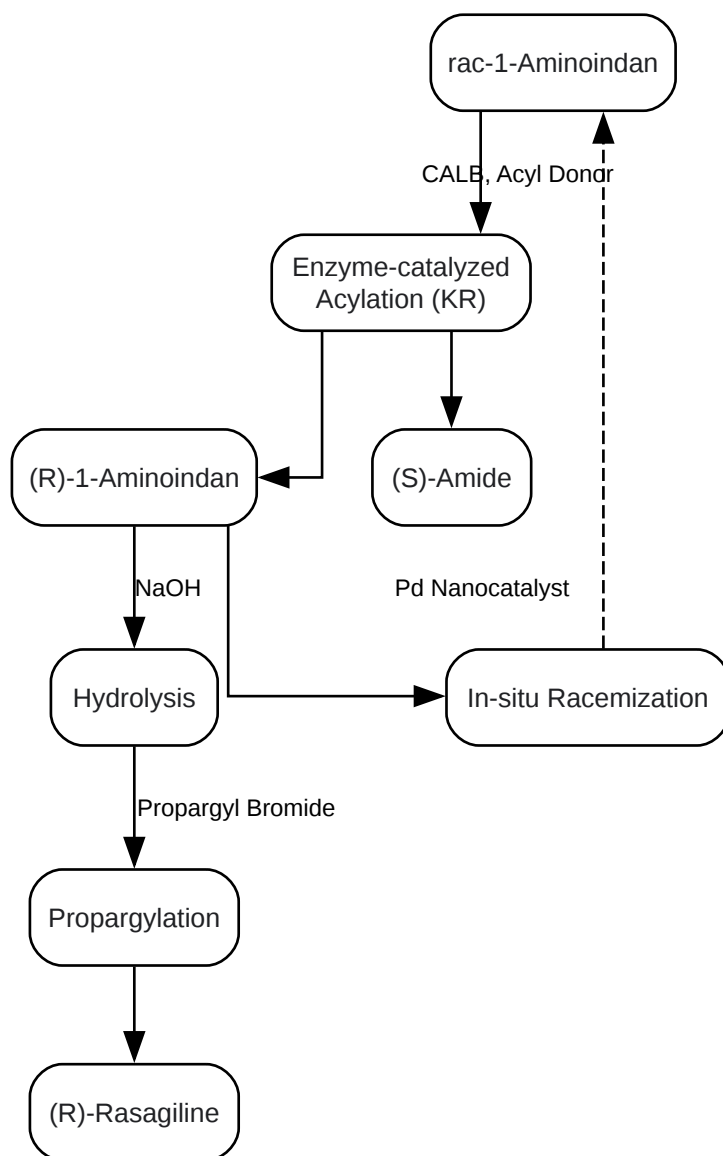 rac-1-Aminoindan
CALB, Acyl Donor
Enzyme-catalyzed
Acylation (KR)
(R)-1-Aminoindan
(S)-Amide
NaOH
Pd Nanocatalyst
Hydrolysis
In-situ Racemization
Propargyl Bromide
Propargylation
(R)-Rasagiline